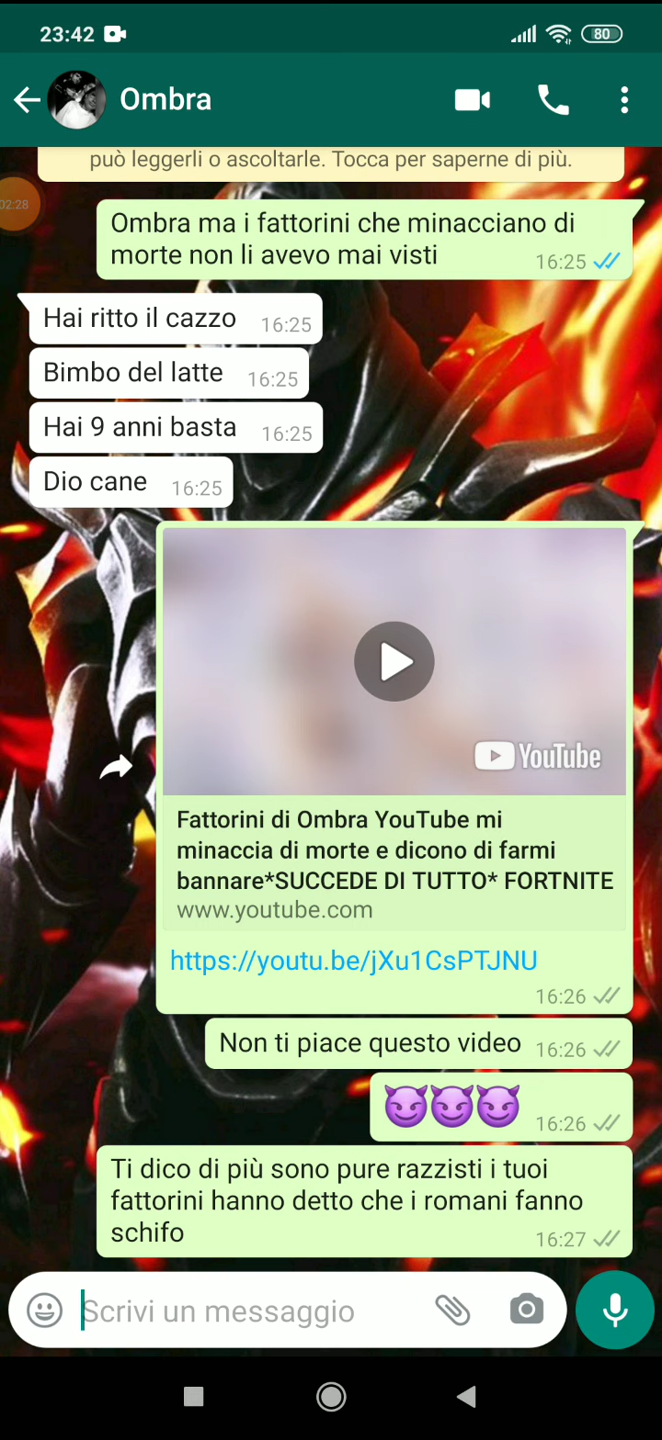 23:42
80
Ombra
può leggerli o ascoltarle. Tocca per saperne di più.
02:28
Ombra ma i fattorini che minacciano di
morte non li avevo mai visti
16:25
Hai ritto il cazzo 16:25
Bimbo del latte 16:25
Hai 9 anni basta 16:25
Dio cane 16:25
YouTube
Fattorini di Ombra YouTube mi
minaccia di morte e dicono di farmi
bannare*SUCCEDE DI TUTTO* FORTNITE
www.youtube.com
https://youtu.be/jXu1CsPTJNU
16:26
Non ti piace questo video 16:26
😈😈😈 16:26
Ti dico di più sono pure razzisti i tuoi
fattorini hanno detto che i romani fanno
schifo
16:27
Scrivi un messaggio